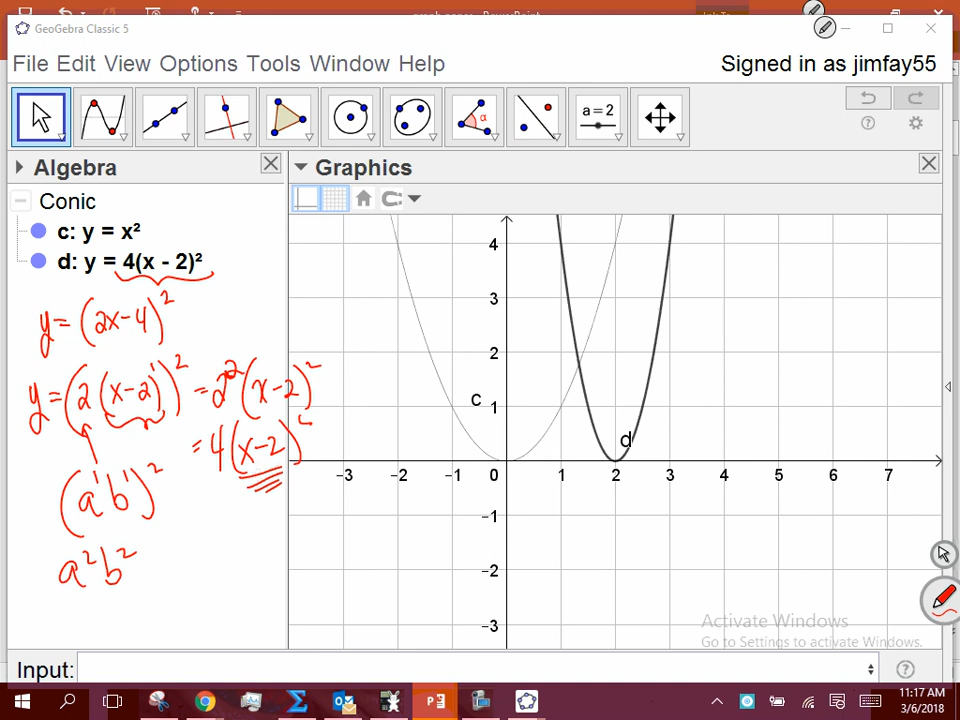 GeoGebra Classic 5
File Edit View Options Tools Window Help
Signed in as jimfay55
α
a = 2
Algebra
Graphics
Conic
c: y = x²
d: y = 4(x - 2)²
y = (2x-4)²
y = (2(x-2)¹)² = 2²(x-2)²
= 4(x-2)²
(a¹b¹)²
a²b²
4
3
2
c
1
d
-3 -2 -1 0 1 2 3 4 5 6 7
-1
-2
-3
Activate Windows
Go to Settings to activate Windows.
Input:
11:17 AM
3/6/2018